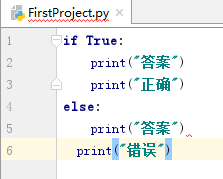 FirstProject.py
1 if True:
2     print("答案")
3     print("正确")
4 else:
5     print("答案")
6   print("错误")